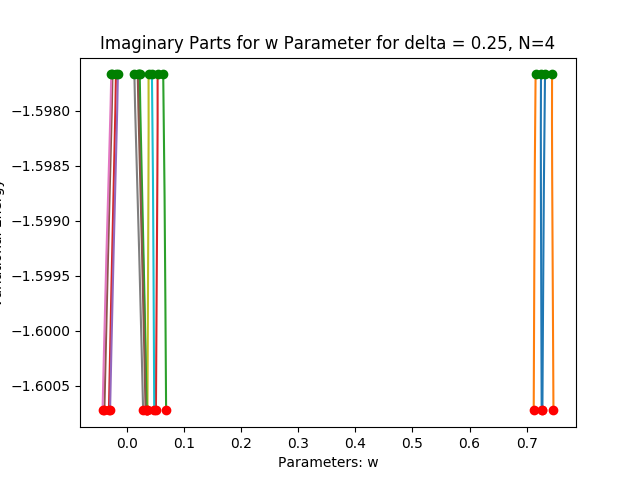 Imaginary Parts for w Parameter for delta = 0.25, N=4
−1.5980
−1.5985
−1.5990
−1.5995
−1.6000
−1.6005
0.0 0.1 0.2 0.3 0.4 0.5 0.6 0.7
Parameters: w